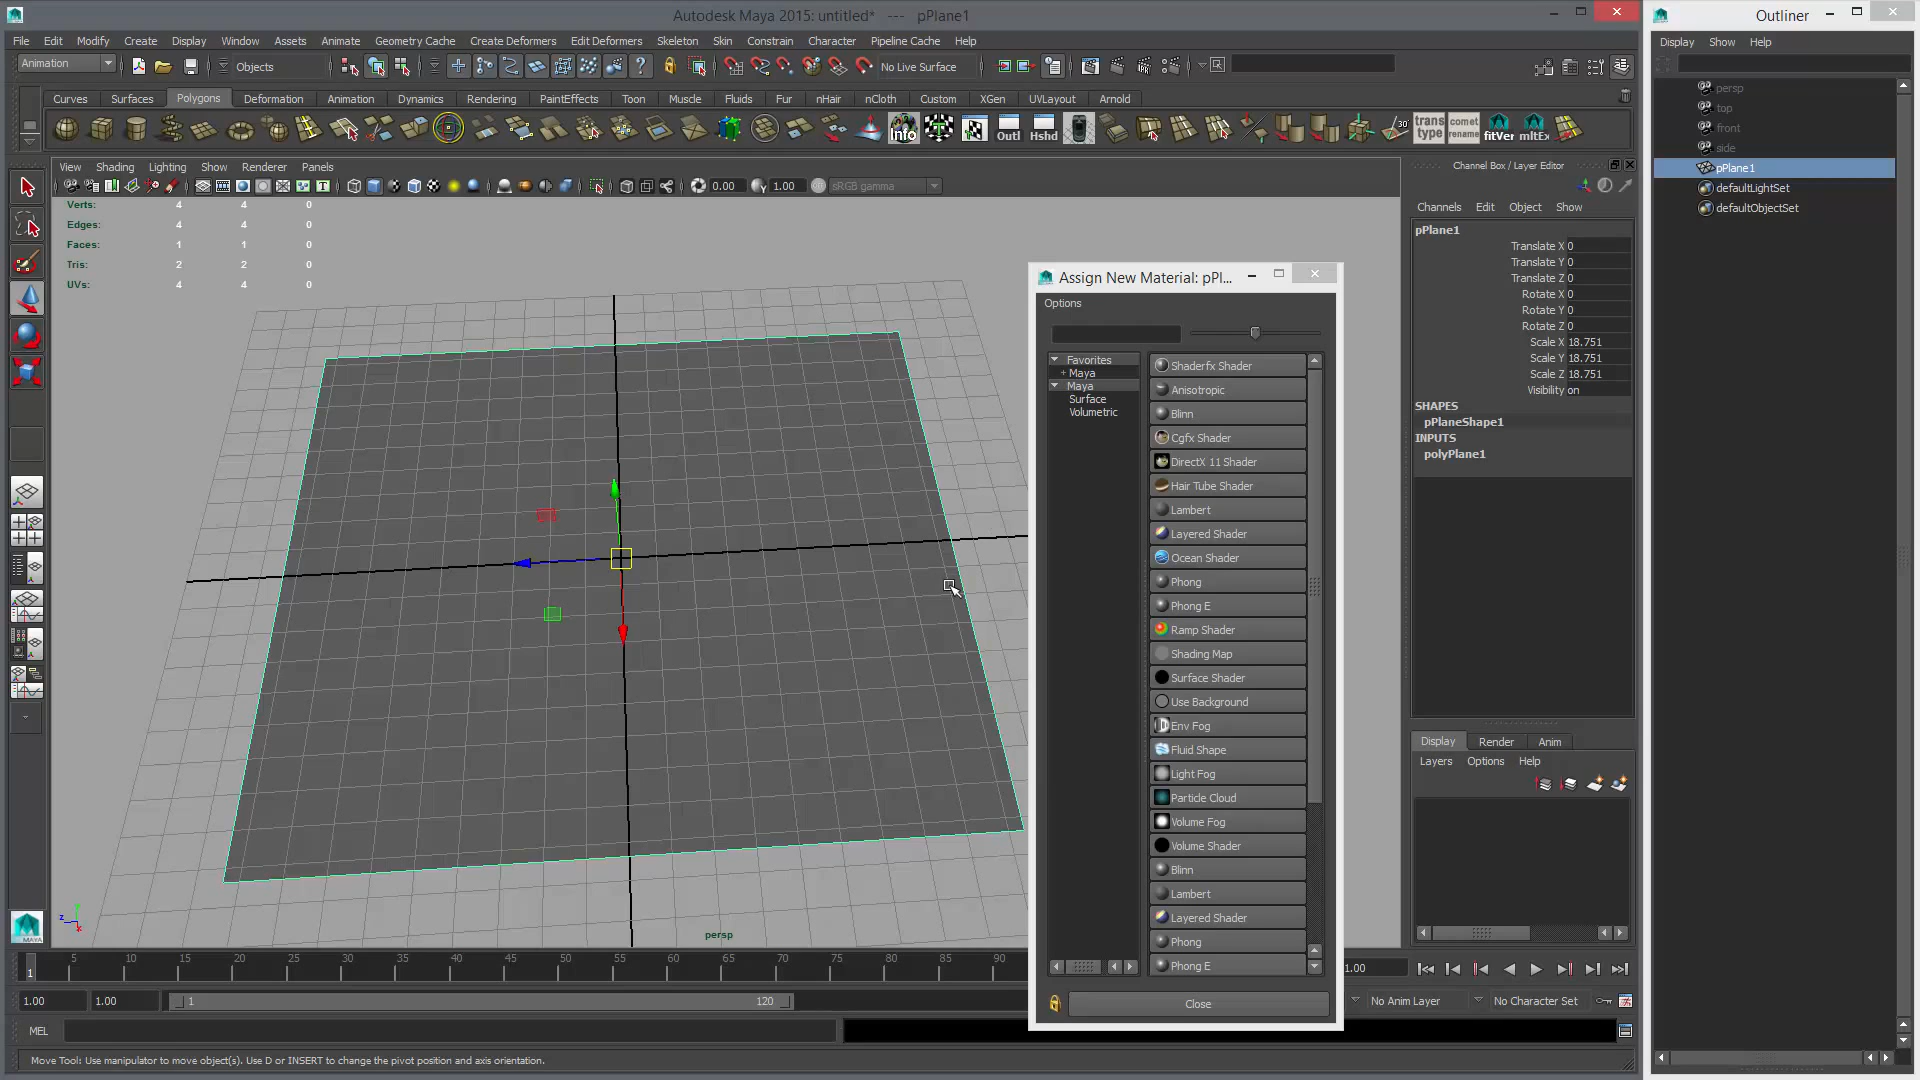 Autodesk Maya 2015: untitled*   ---   pPlane1
File Edit Modify Create Display Window Assets Animate Geometry Cache Create Deformers Edit Deformers Skeleton Skin Constrain Character Pipeline Cache Help
Animation Objects No Live Surface
Curves Surfaces Polygons Deformation Animation Dynamics Rendering PaintEffects Toon Muscle Fluids Fur nHair nCloth Custom XGen UVLayout Arnold
Info Outl Hshd 30 trans type comet rename fitVer mltEx
View Shading Lighting Show Renderer Panels
0.00 1.00 sRGB gamma
Verts: 4 4 0
Edges: 4 4 0
Faces: 1 1 0
Tris: 2 2 0
UVs: 4 4 0
persp
Assign New Material: pPl...
Options
Favorites
+ Maya
Maya
Surface
Volumetric
Shaderfx Shader
Anisotropic
Blinn
Cgfx Shader
DirectX 11 Shader
Hair Tube Shader
Lambert
Layered Shader
Ocean Shader
Phong
Phong E
Ramp Shader
Shading Map
Surface Shader
Use Background
Env Fog
Fluid Shape
Light Fog
Particle Cloud
Volume Fog
Volume Shader
Blinn
Lambert
Layered Shader
Phong
Phong E
Close
Channel Box / Layer Editor
Channels Edit Object Show
pPlane1
Translate X 0
Translate Y 0
Translate Z 0
Rotate X 0
Rotate Y 0
Rotate Z 0
Scale X 18.751
Scale Y 18.751
Scale Z 18.751
Visibility on
SHAPES
pPlaneShape1
INPUTS
polyPlane1
Display Render Anim
Layers Options Help
Outliner
Display Show Help
persp
top
front
side
pPlane1
defaultLightSet
defaultObjectSet
MAYA
1 5 10 15 20 25 30 35 40 45 50 55 60 65 70 75 80 85 90
1.00
1.00 1.00 1 120
No Anim Layer No Character Set
MEL
Move Tool: Use manipulator to move object(s). Use D or INSERT to change the pivot position and axis orientation.